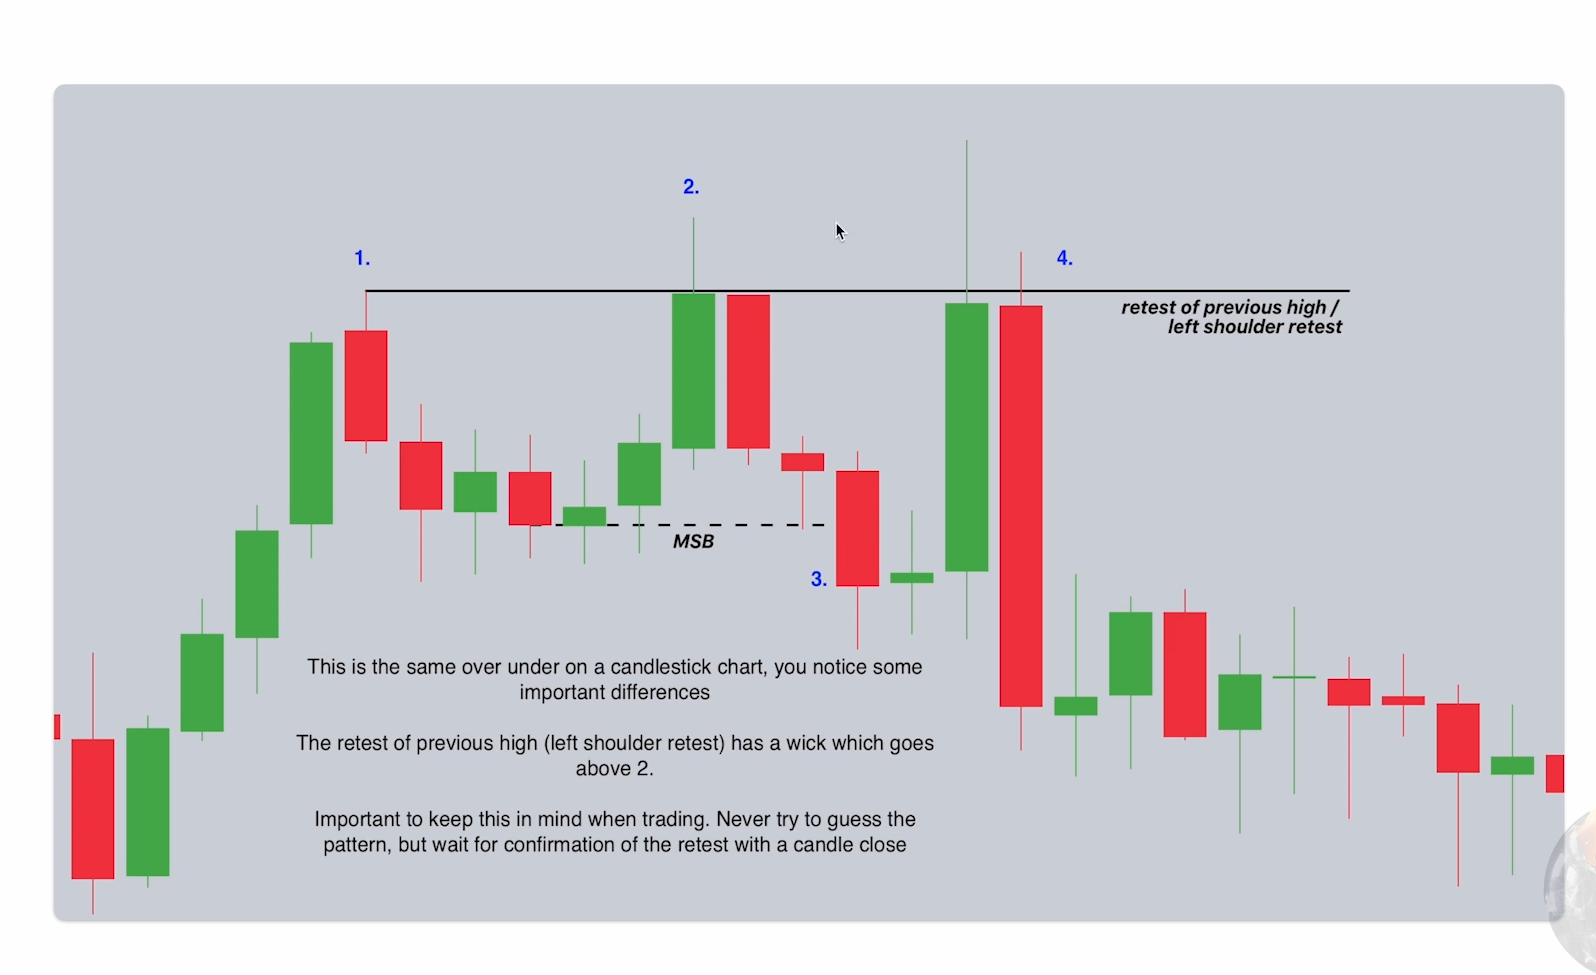 2.
1.
4.
retest of previous high /
left shoulder retest
MSB
3.
This is the same over under on a candlestick chart, you notice some
important differences
The retest of previous high (left shoulder retest) has a wick which goes
above 2.
Important to keep this in mind when trading. Never try to guess the
pattern, but wait for confirmation of the retest with a candle close